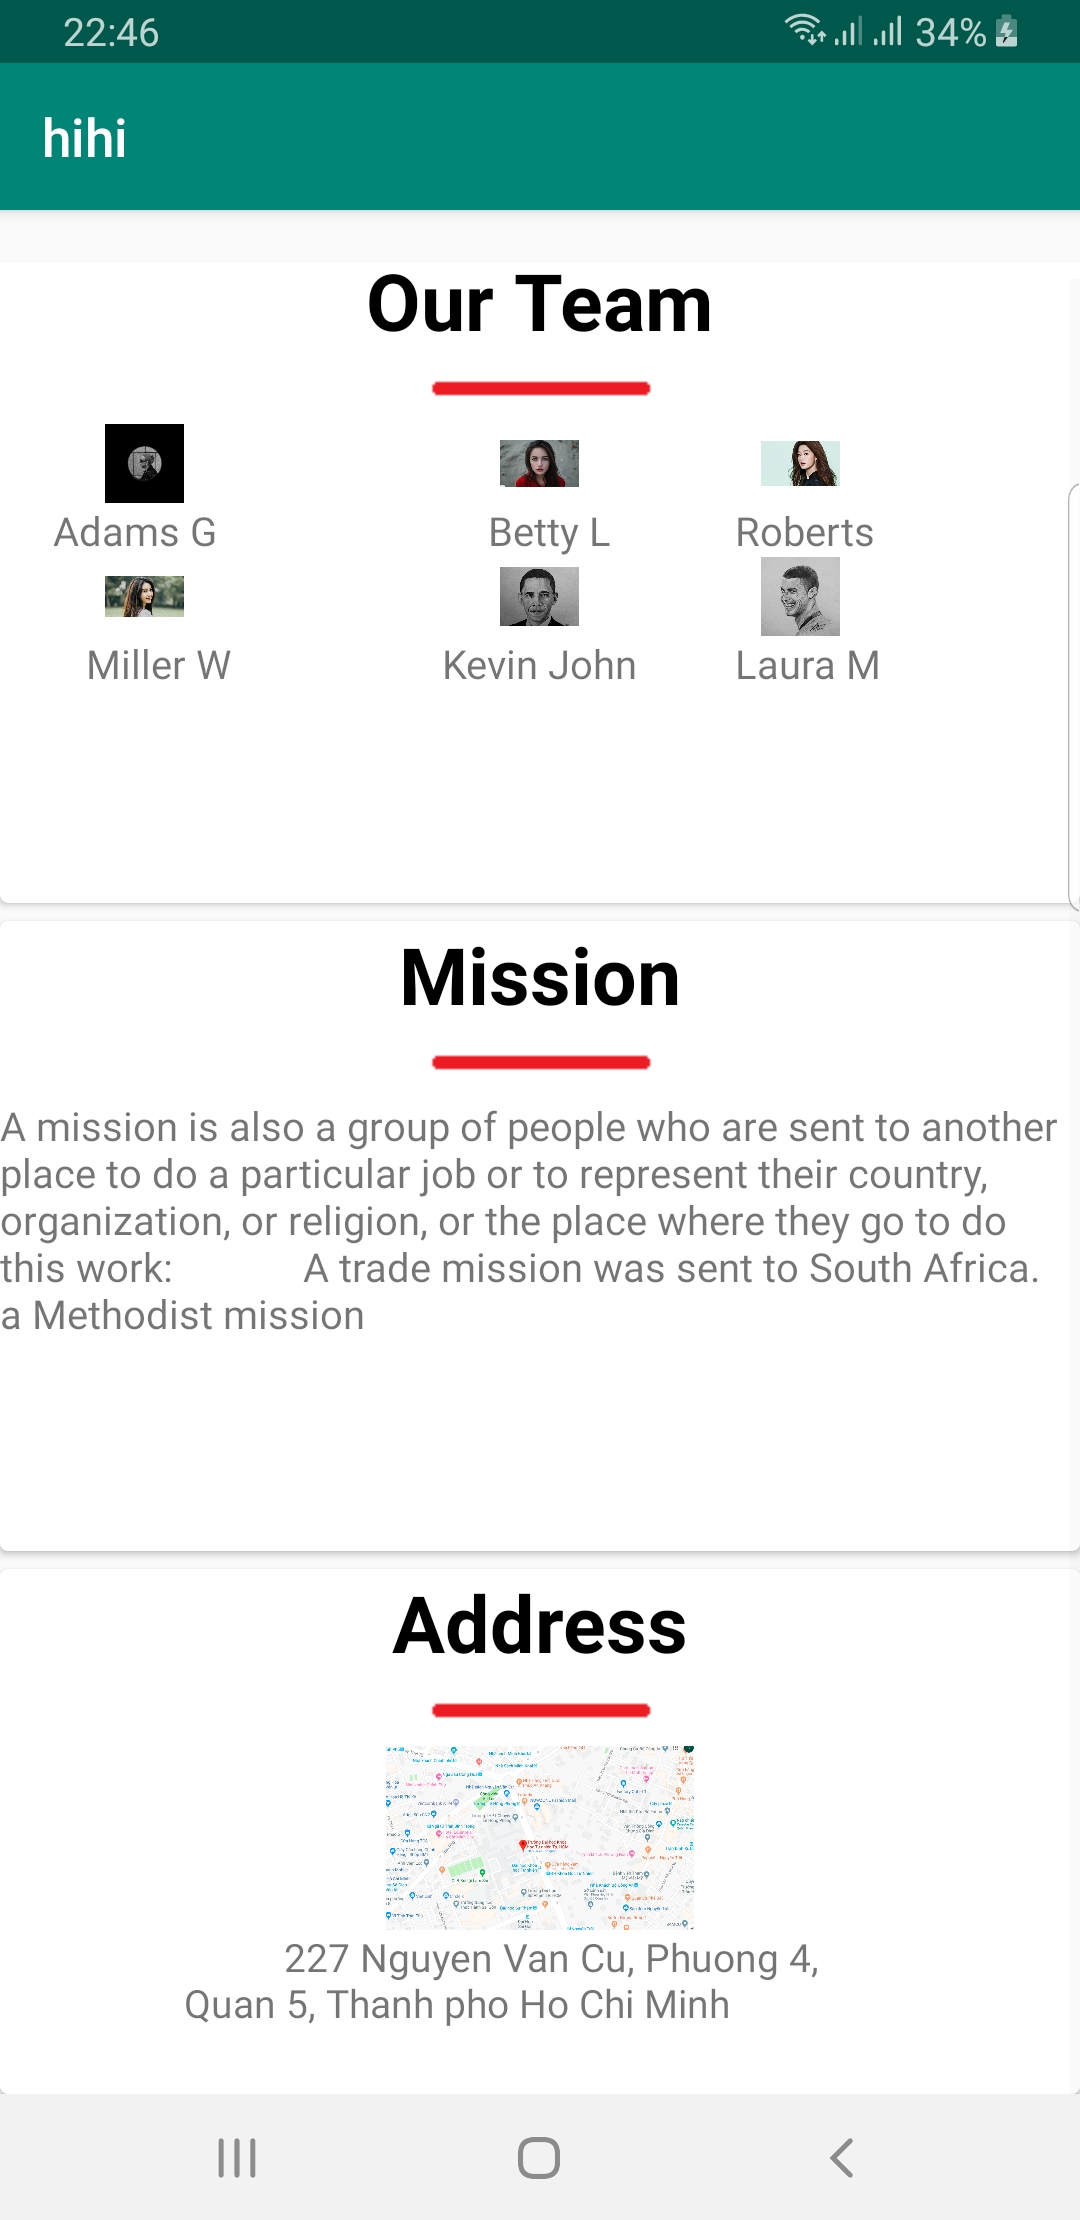 22:46 34%
hihi
Our Team
Adams G Betty L Roberts
Miller W Kevin John Laura M
Mission
A mission is also a group of people who are sent to another
place to do a particular job or to represent their country,
organization, or religion, or the place where they go to do
this work: A trade mission was sent to South Africa.
a Methodist mission
Address
227 Nguyen Van Cu, Phuong 4,
Quan 5, Thanh pho Ho Chi Minh